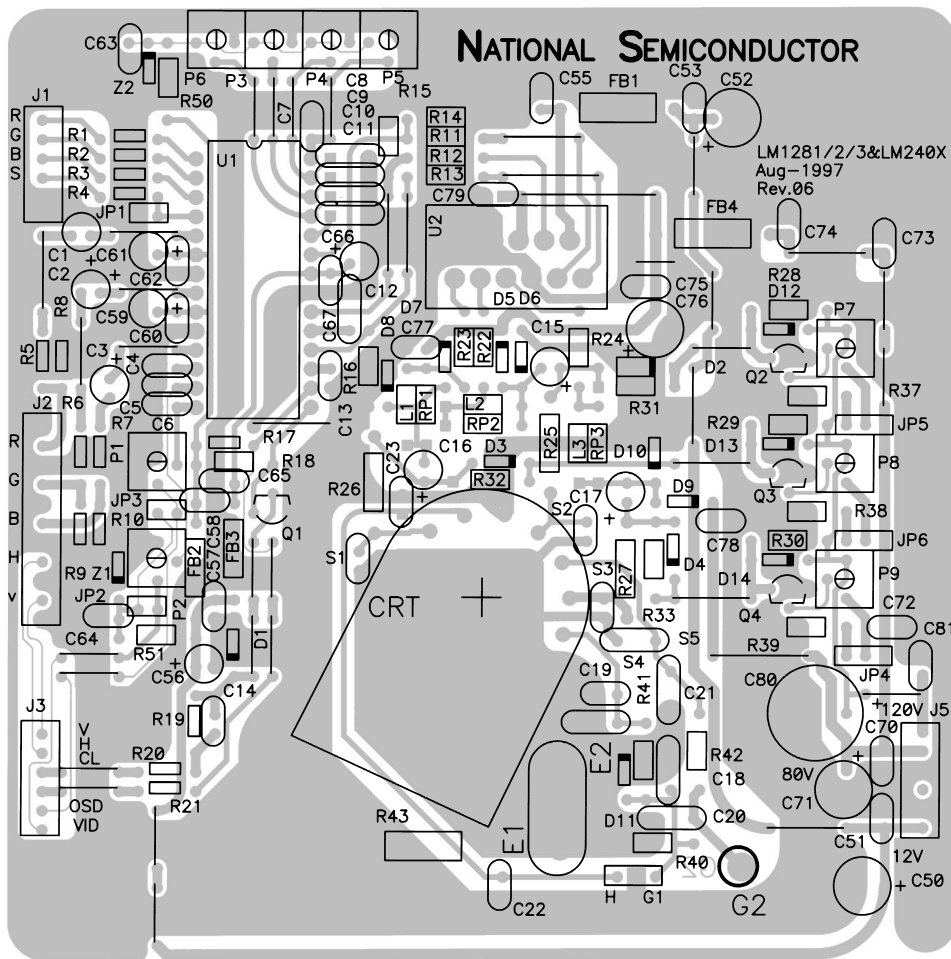 NATIONAL SEMICONDUCTOR
C63
Z2
P6
R50
P3
P4
C8
P5
C7
C9
C10
C11
R15
C55
FB1
C53
C52
J1
R
G
B
S
R1
R2
R3
R4
JP1
U1
R14
R11
R12
R13
C79
LM1281/2/3&LM240X
Aug-1997
Rev.06
U2
FB4
C74
C73
C1
C2
C61
C62
C59
C60
R8
C66
C12
C67
D7
D8
C77
D5
D6
C75
C76
R28
D12
P7
R5
C3
C4
C5
R6
R16
C13
R23
R22
C15
R24
R31
D2
Q2
R37
J2
R
G
B
H
V
R7
P1
C6
R17
R18
C65
JP3
R10
L1
RP1
L2
RP2
C16
C23
R26
D3
R32
R25
L3
RP3
D10
C17
D9
R29
D13
JP5
P8
Q3
R38
R9
Z1
JP2
P2
FB2
C57
C58
FB3
Q1
S1
S2
S3
CRT
R27
D4
C78
R30
D14
JP6
P9
Q4
C72
C81
C64
R51
C56
D1
R33
S5
S4
R41
C19
C21
R39
C80
JP4
120V
J5
J3
V
H
CL
OSD
VID
R19
C14
R20
R21
E2
C18
R42
80V
C71
C70
R43
E1
D11
C20
C51
12V
C50
R40
C22
H
G1
G2
G2